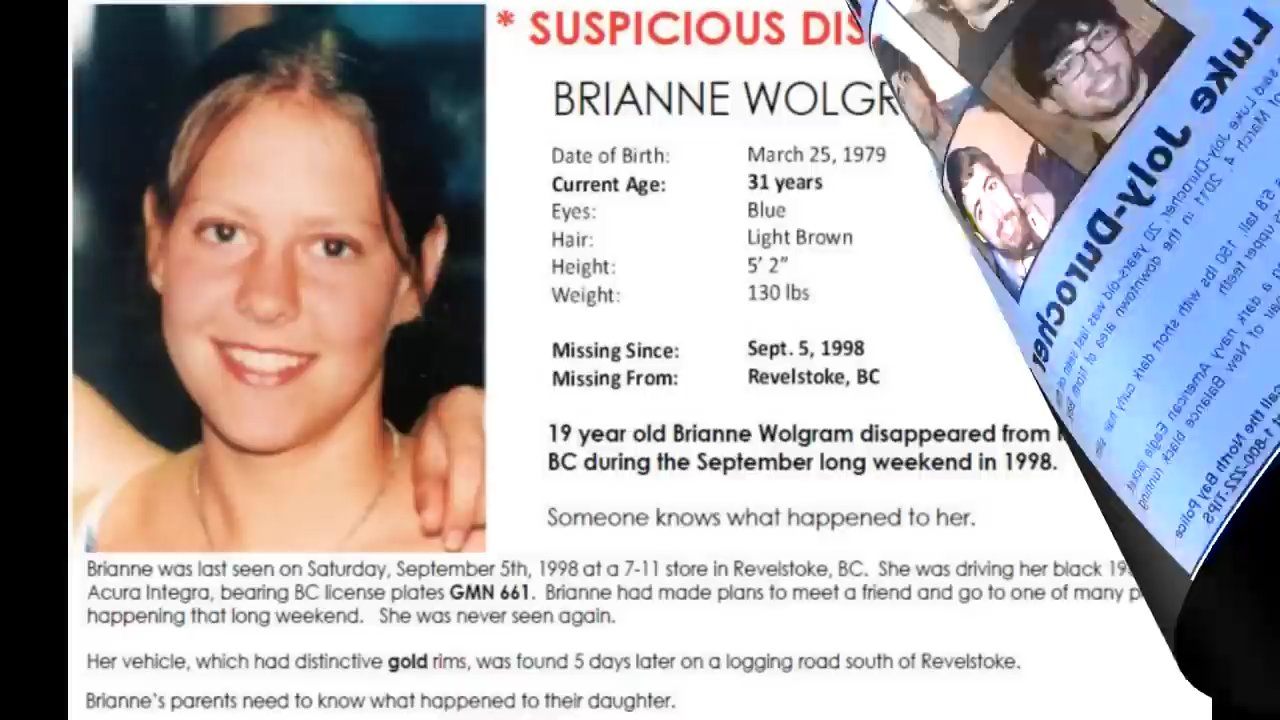 * SUSPICIOUS DIS
BRIANNE WOLGR
Date of Birth: March 25, 1979
Current Age: 31 years
Eyes: Blue
Hair: Light Brown
Height: 5' 2"
Weight: 130 lbs
Missing Since: Sept. 5, 1998
Missing From: Revelstoke, BC
19 year old Brianne Wolgram disappeared from
BC during the September long weekend in 1998.
Someone knows what happened to her.
Brianne was last seen on Saturday, September 5th, 1998 at a 7-11 store in Revelstoke, BC. She was driving her black 19
Acura Integra, bearing BC license plates GMN 661. Brianne had made plans to meet a friend and go to one of many p
happening that long weekend. She was never seen again.
Her vehicle, which had distinctive gold rims, was found 5 days later on a logging road south of Revelstoke.
Brianne's parents need to know what happened to their daughter.
Luke Joly-Durocher